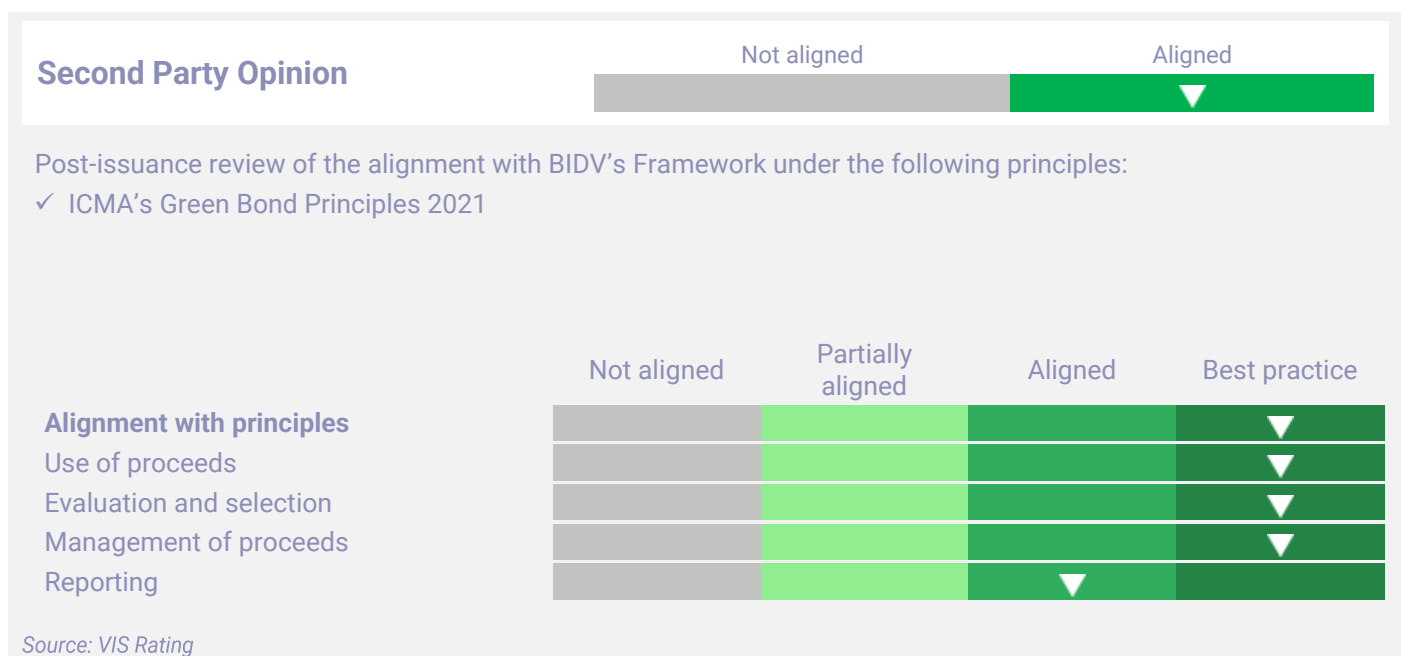 Second Party Opinion
Not aligned
Aligned
Post-issuance review of the alignment with BIDV’s Framework under the following principles:
✓ ICMA’s Green Bond Principles 2021
Not aligned
Partially
aligned
Aligned
Best practice
Alignment with principles
Use of proceeds
Evaluation and selection
Management of proceeds
Reporting
Source: VIS Rating